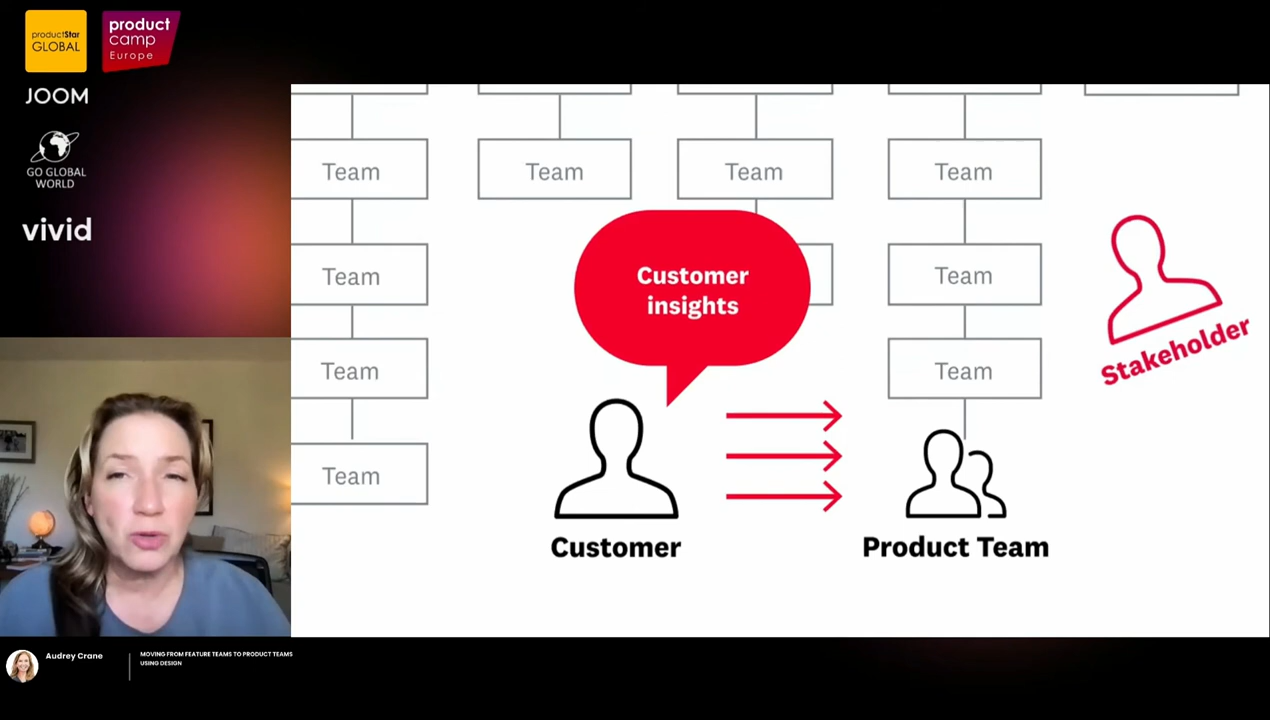 productStar
GLOBAL
product
camp
Europe
JOOM
GO GLOBAL
WORLD
vivid
Team
Team
Team
Team
Team
Team
Team
Customer
insights
Team
Team
Team
Stakeholder
Customer
Product Team
Audrey Crane
MOVING FROM FEATURE TEAMS TO PRODUCT TEAMS
USING DESIGN